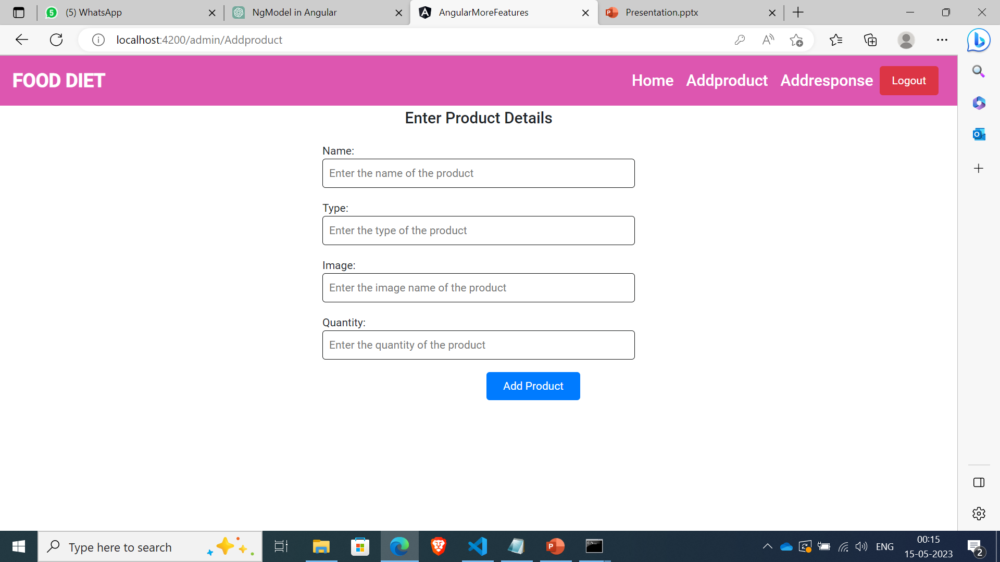 5 (5) WhatsApp NgModel in Angular AngularMoreFeatures Presentation.pptx
localhost:4200/admin/Addproduct
FOOD DIET Home Addproduct Addresponse Logout
Enter Product Details
Name:
Enter the name of the product
Type:
Enter the type of the product
Image:
Enter the image name of the product
Quantity:
Enter the quantity of the product
Add Product
Type here to search ENG 00:15
15-05-2023 2